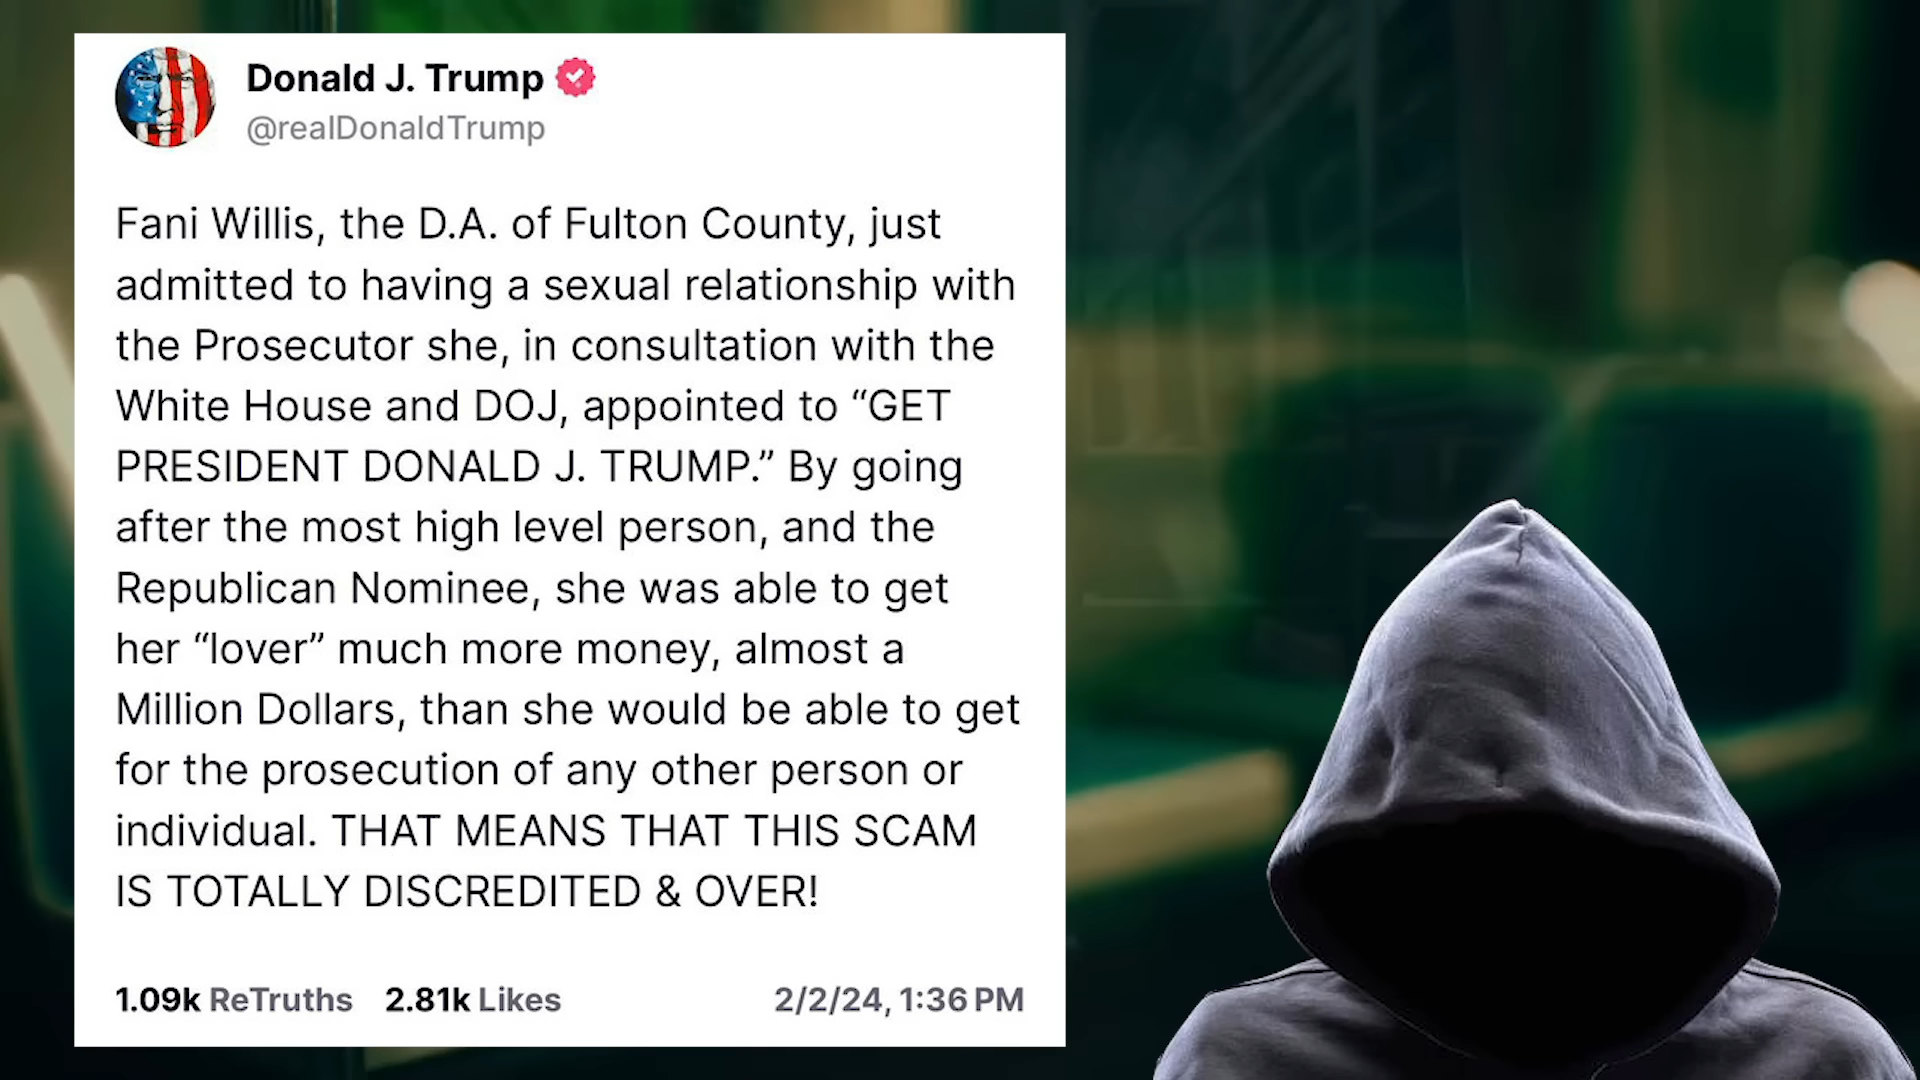 Donald J. Trump
@realDonaldTrump
Fani Willis, the D.A. of Fulton County, just
admitted to having a sexual relationship with
the Prosecutor she, in consultation with the
White House and DOJ, appointed to “GET
PRESIDENT DONALD J. TRUMP.” By going
after the most high level person, and the
Republican Nominee, she was able to get
her “lover” much more money, almost a
Million Dollars, than she would be able to get
for the prosecution of any other person or
individual. THAT MEANS THAT THIS SCAM
IS TOTALLY DISCREDITED & OVER!
1.09k ReTruths 2.81k Likes 2/2/24, 1:36 PM